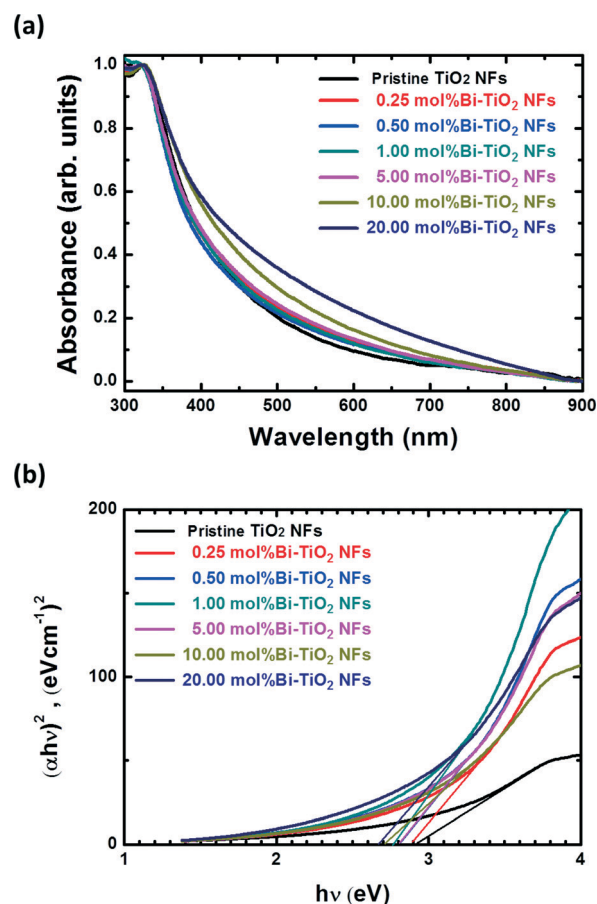 (a)
Absorbance (arb. units)
1.0
0.8
0.6
0.4
0.2
0.0
Pristine TiO₂ NFs
0.25 mol%Bi-TiO₂ NFs
0.50 mol%Bi-TiO₂ NFs
1.00 mol%Bi-TiO₂ NFs
5.00 mol%Bi-TiO₂ NFs
10.00 mol%Bi-TiO₂ NFs
20.00 mol%Bi-TiO₂ NFs
300 400 500 600 700 800 900
Wavelength (nm)
(b)
(αhν)² , (eVcm⁻¹)²
200
100
0
Pristine TiO₂ NFs
0.25 mol%Bi-TiO₂ NFs
0.50 mol%Bi-TiO₂ NFs
1.00 mol%Bi-TiO₂ NFs
5.00 mol%Bi-TiO₂ NFs
10.00 mol%Bi-TiO₂ NFs
20.00 mol%Bi-TiO₂ NFs
1 2 3 4
hν (eV)